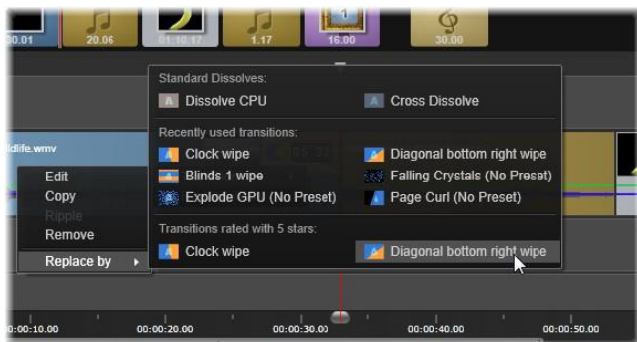 00.01 20.06 01:10.17 1.17 1 16.00 30.00
Standard Dissolves:
Dissolve CPU Cross Dissolve
Recently used transitions:
Clock wipe Diagonal bottom right wipe
Blinds 1 wipe Falling Crystals (No Preset)
Explode GPU (No Preset) Page Curl (No Preset)
Transitions rated with 5 stars:
Clock wipe Diagonal bottom right wipe
ldlife.wmv
Edit
Copy
Ripple
Remove
Replace by
0:00:10.00 00:00:20.00 00:00:30.00 00:00:40.00 00:00:50.00